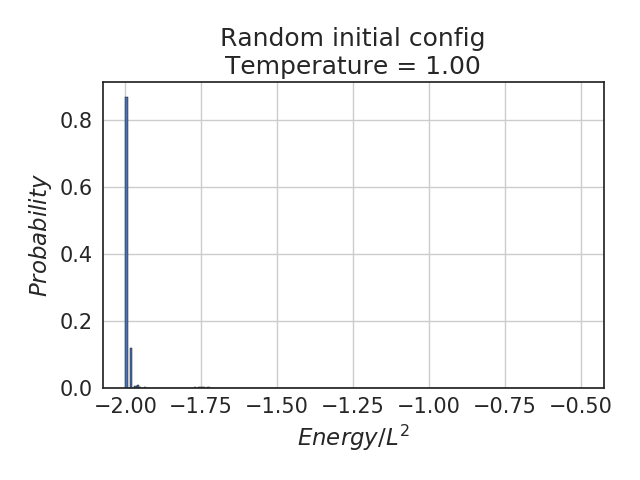 Random initial config
Temperature = 1.00
Probability
0.8
0.6
0.4
0.2
0.0
−2.00 −1.75 −1.50 −1.25 −1.00 −0.75 −0.50
Energy/L²